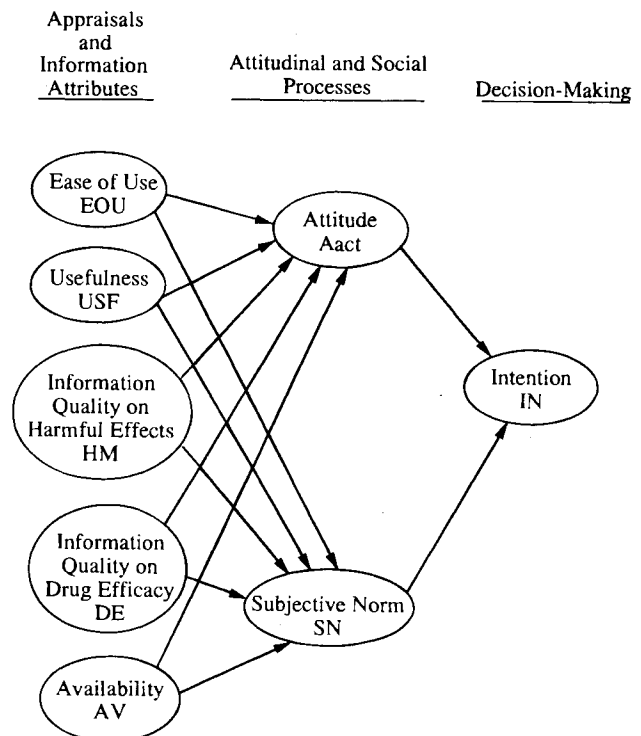 Appraisals
and
Information
Attributes
Attitudinal and Social
Processes
Decision-Making
Ease of Use
EOU
Usefulness
USF
Information
Quality on
Harmful Effects
HM
Information
Quality on
Drug Efficacy
DE
Availability
AV
Attitude
Aact
Subjective Norm
SN
Intention
IN